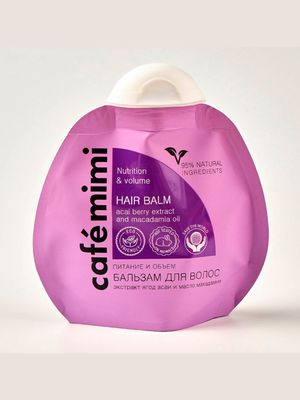 café mimi
95% NATURAL
INGREDIENTS
Nutrition
& volume
HAIR BALM
acai berry extract
and macadamia oil
ECO
ПИТАНИЕ И ОБЪЕМ
БАЛЬЗАМ ДЛЯ ВОЛОС
экстракт ягод асаи и масло макадамии